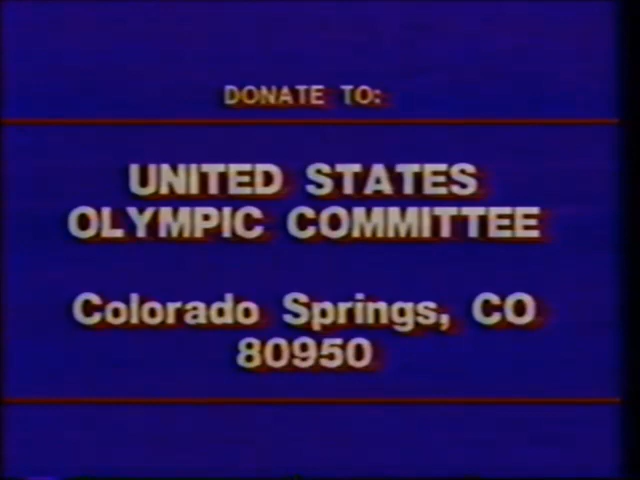 DONATE TO:
UNITED STATES
OLYMPIC COMMITTEE
Colorado Springs, CO
80950